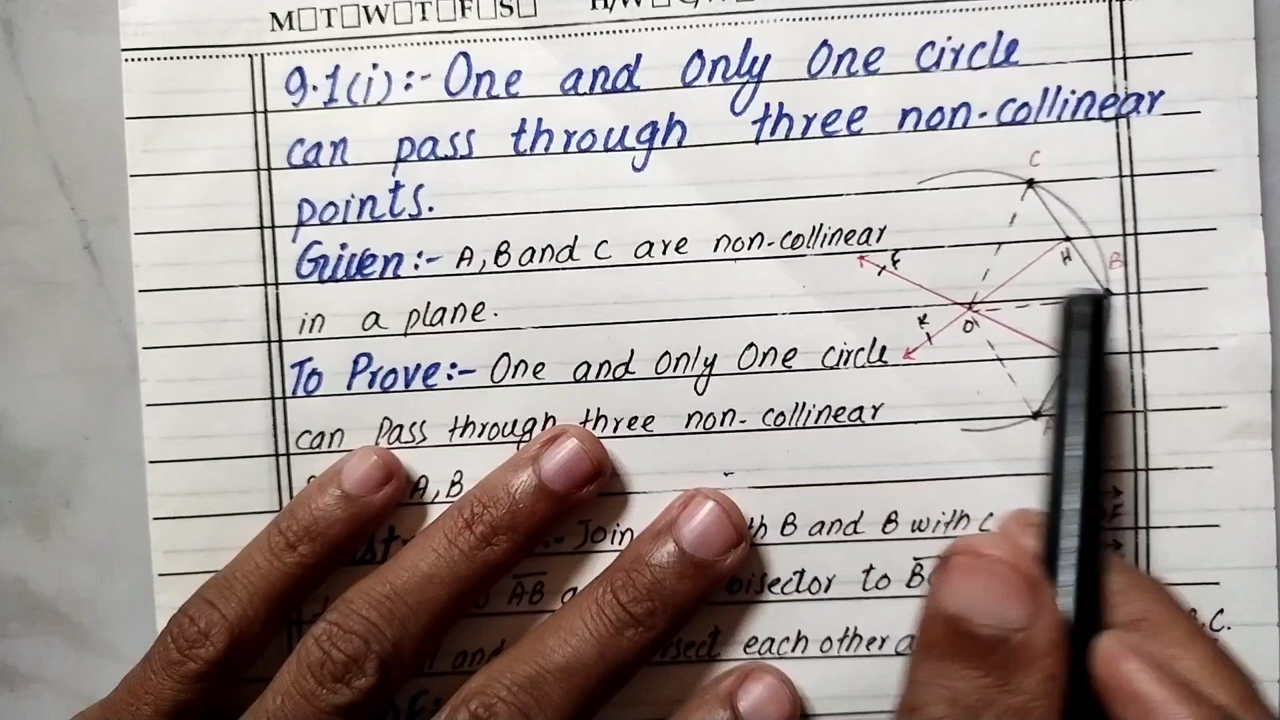 M□T□W□T□F□S□
9.1(i):- One and Only One circle
can pass through three non-collinear
points.
Given:- A, B and C are non-collinear
in a plane.
To Prove:- One and Only One circle
can Pass through three non-collinear
A, B
Join B and B with C
AB bisector to
and each other
C
H
B
F
K
O
A